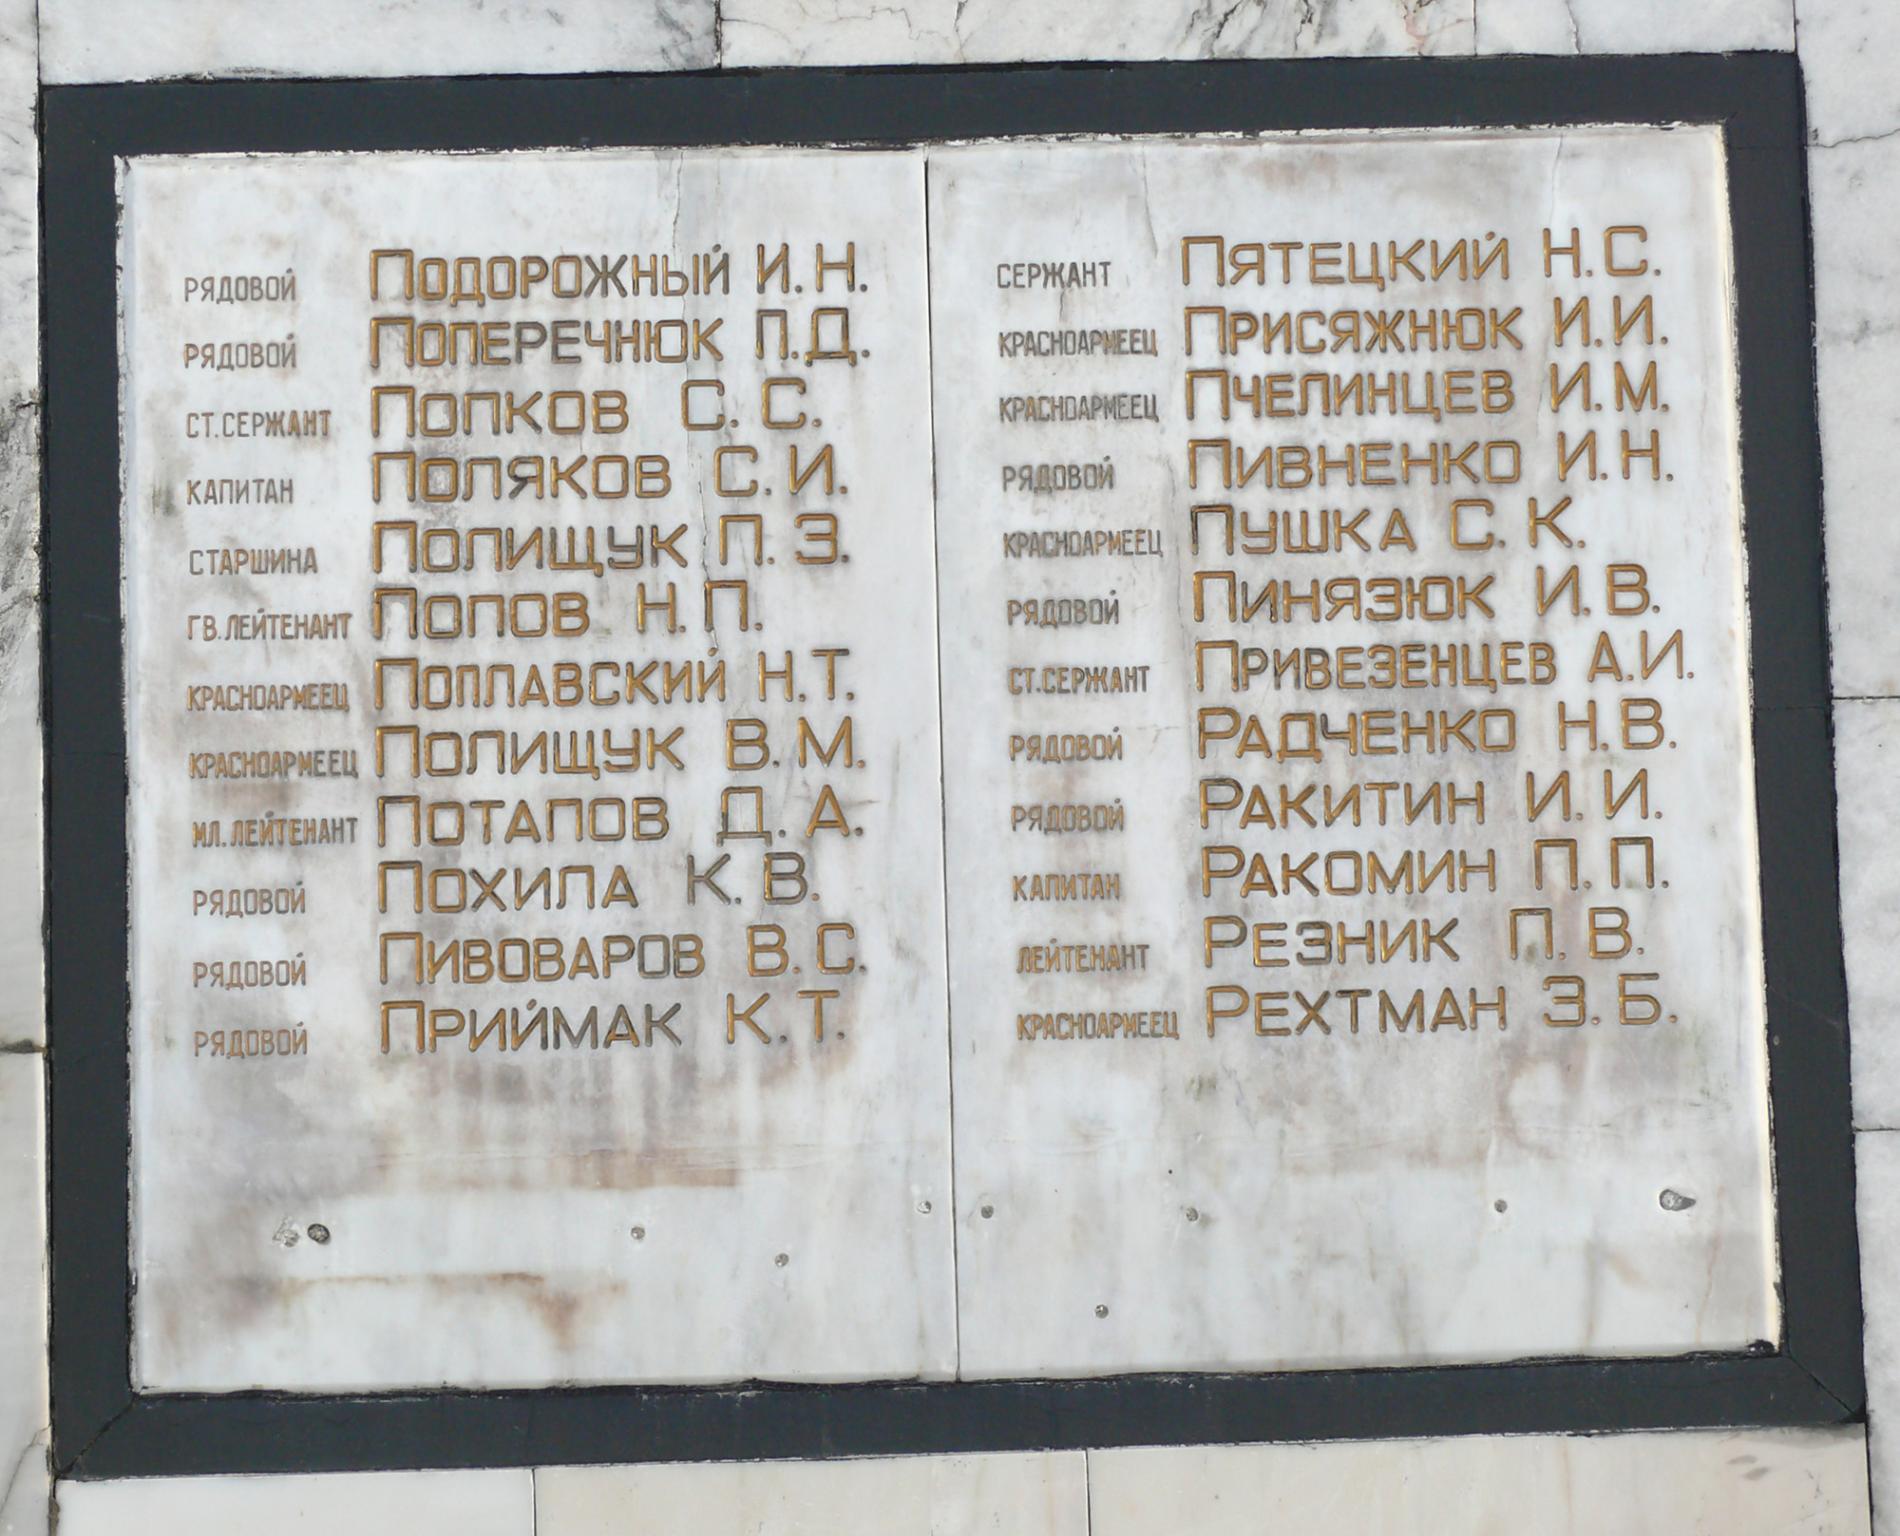 РЯДОВОЙ ПОДОРОЖНЫЙ И. Н.
РЯДОВОЙ ПОПЕРЕЧНЮК П. Д.
СТ. СЕРЖАНТ ПОПКОВ С. С.
КАПИТАН ПОЛЯКОВ С. И.
СТАРШИНА ПОЛИЩУК П. З.
ГВ. ЛЕЙТЕНАНТ ПОПОВ Н. П.
КРАСНОАРМЕЕЦ ПОПЛАВСКИЙ Н. Т.
КРАСНОАРМЕЕЦ ПОЛИЩУК В. М.
МЛ. ЛЕЙТЕНАНТ ПОТАПОВ Д. А.
РЯДОВОЙ ПОХИЛА К. В.
РЯДОВОЙ ПИВОВАРОВ В. С.
РЯДОВОЙ ПРИЙМАК К. Т.
СЕРЖАНТ ПЯТЕЦКИЙ Н. С.
КРАСНОАРМЕЕЦ ПРИСЯЖНЮК И. И.
КРАСНОАРМЕЕЦ ПЧЕЛИНЦЕВ И. М.
РЯДОВОЙ ПИВНЕНКО И. Н.
КРАСНОАРМЕЕЦ ПУШКА С. К.
РЯДОВОЙ ПИНЯЗЮК И. В.
СТ. СЕРЖАНТ ПРИВЕЗЕНЦЕВ А. И.
РЯДОВОЙ РАДЧЕНКО Н. В.
РЯДОВОЙ РАКИТИН И. И.
КАПИТАН РАКОМИН П. П.
ЛЕЙТЕНАНТ РЕЗНИК П. В.
КРАСНОАРМЕЕЦ РЕХТМАН З. Б.